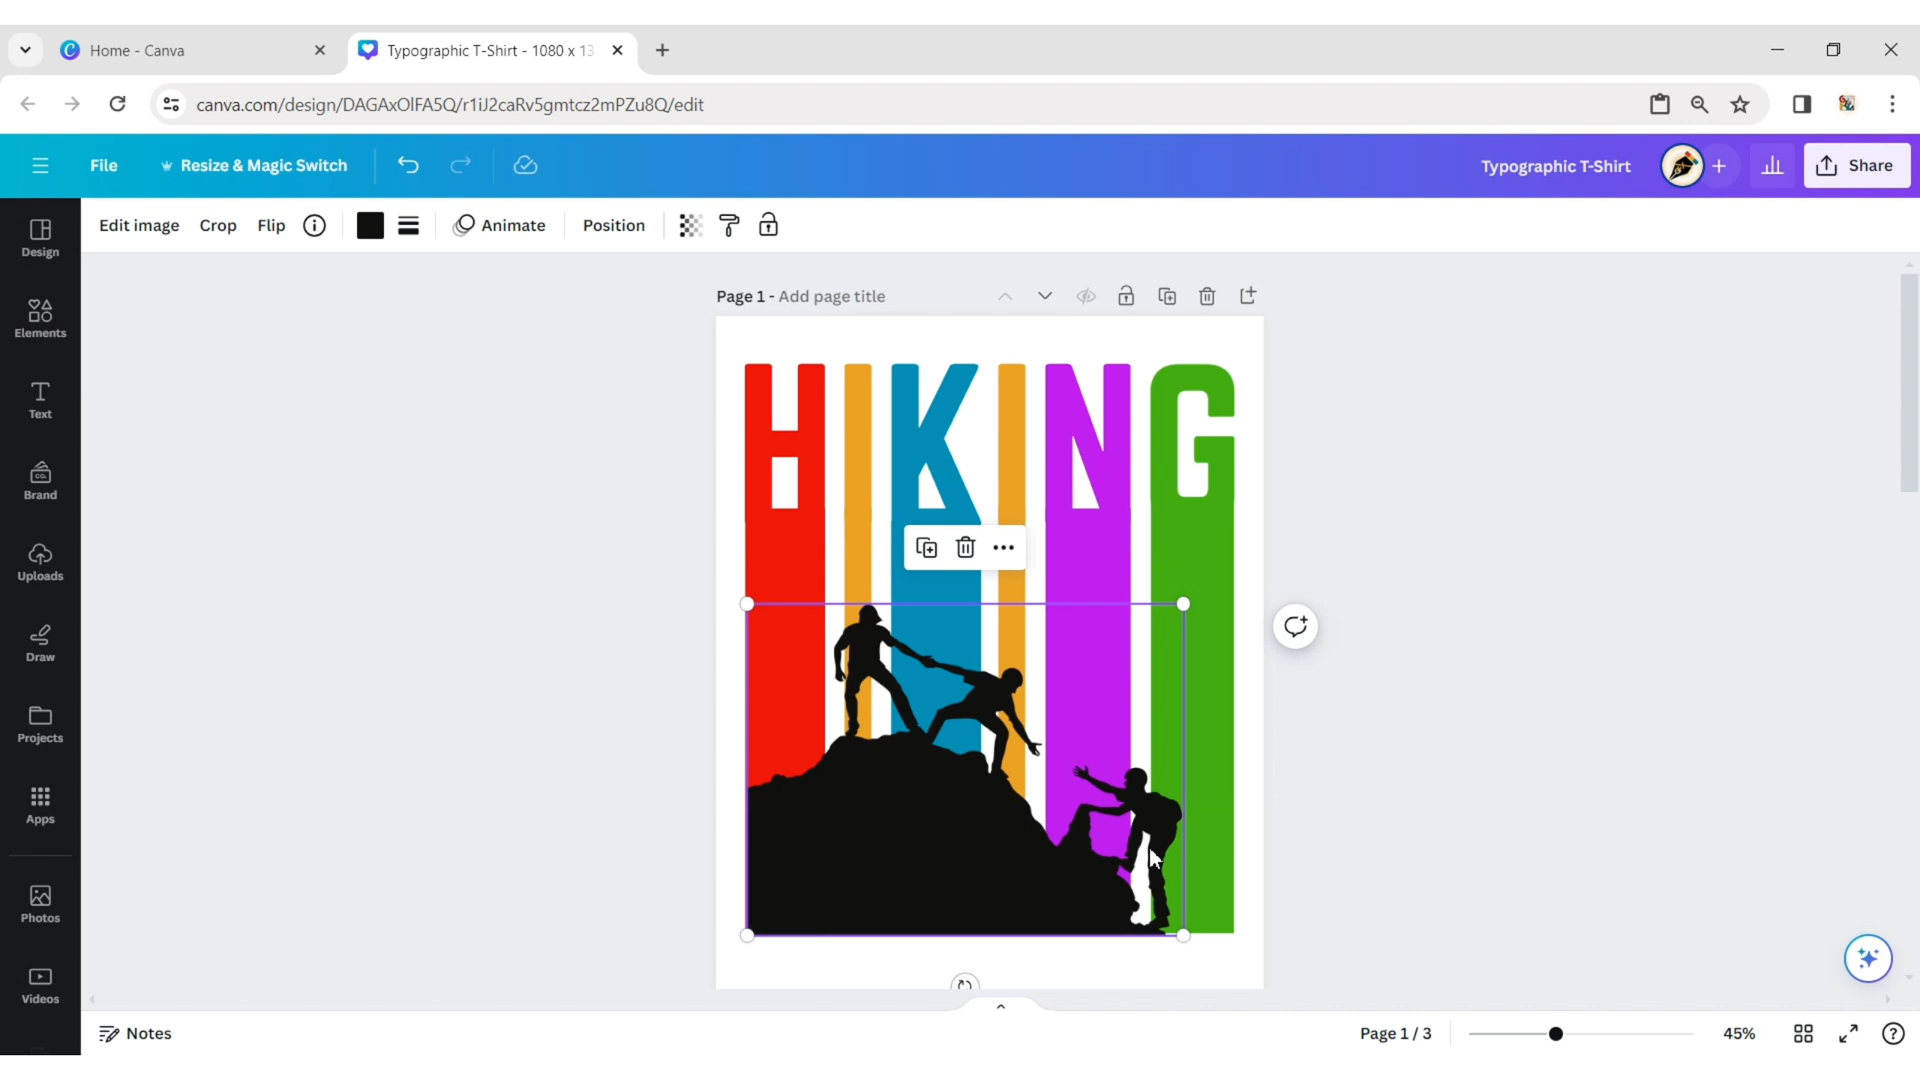 Home - Canva
Typographic T-Shirt - 1080 x 13
canva.com/design/DAGAxOlFA5Q/r1iJ2caRv5gmtcz2mPZu8Q/edit
File
Resize & Magic Switch
Typographic T-Shirt
Share
Edit image
Crop
Flip
Animate
Position
Design
Elements
Text
Brand
Uploads
Draw
Projects
Apps
Photos
Videos
Page 1 - Add page title
HIKING
Notes
Page 1 / 3
45%